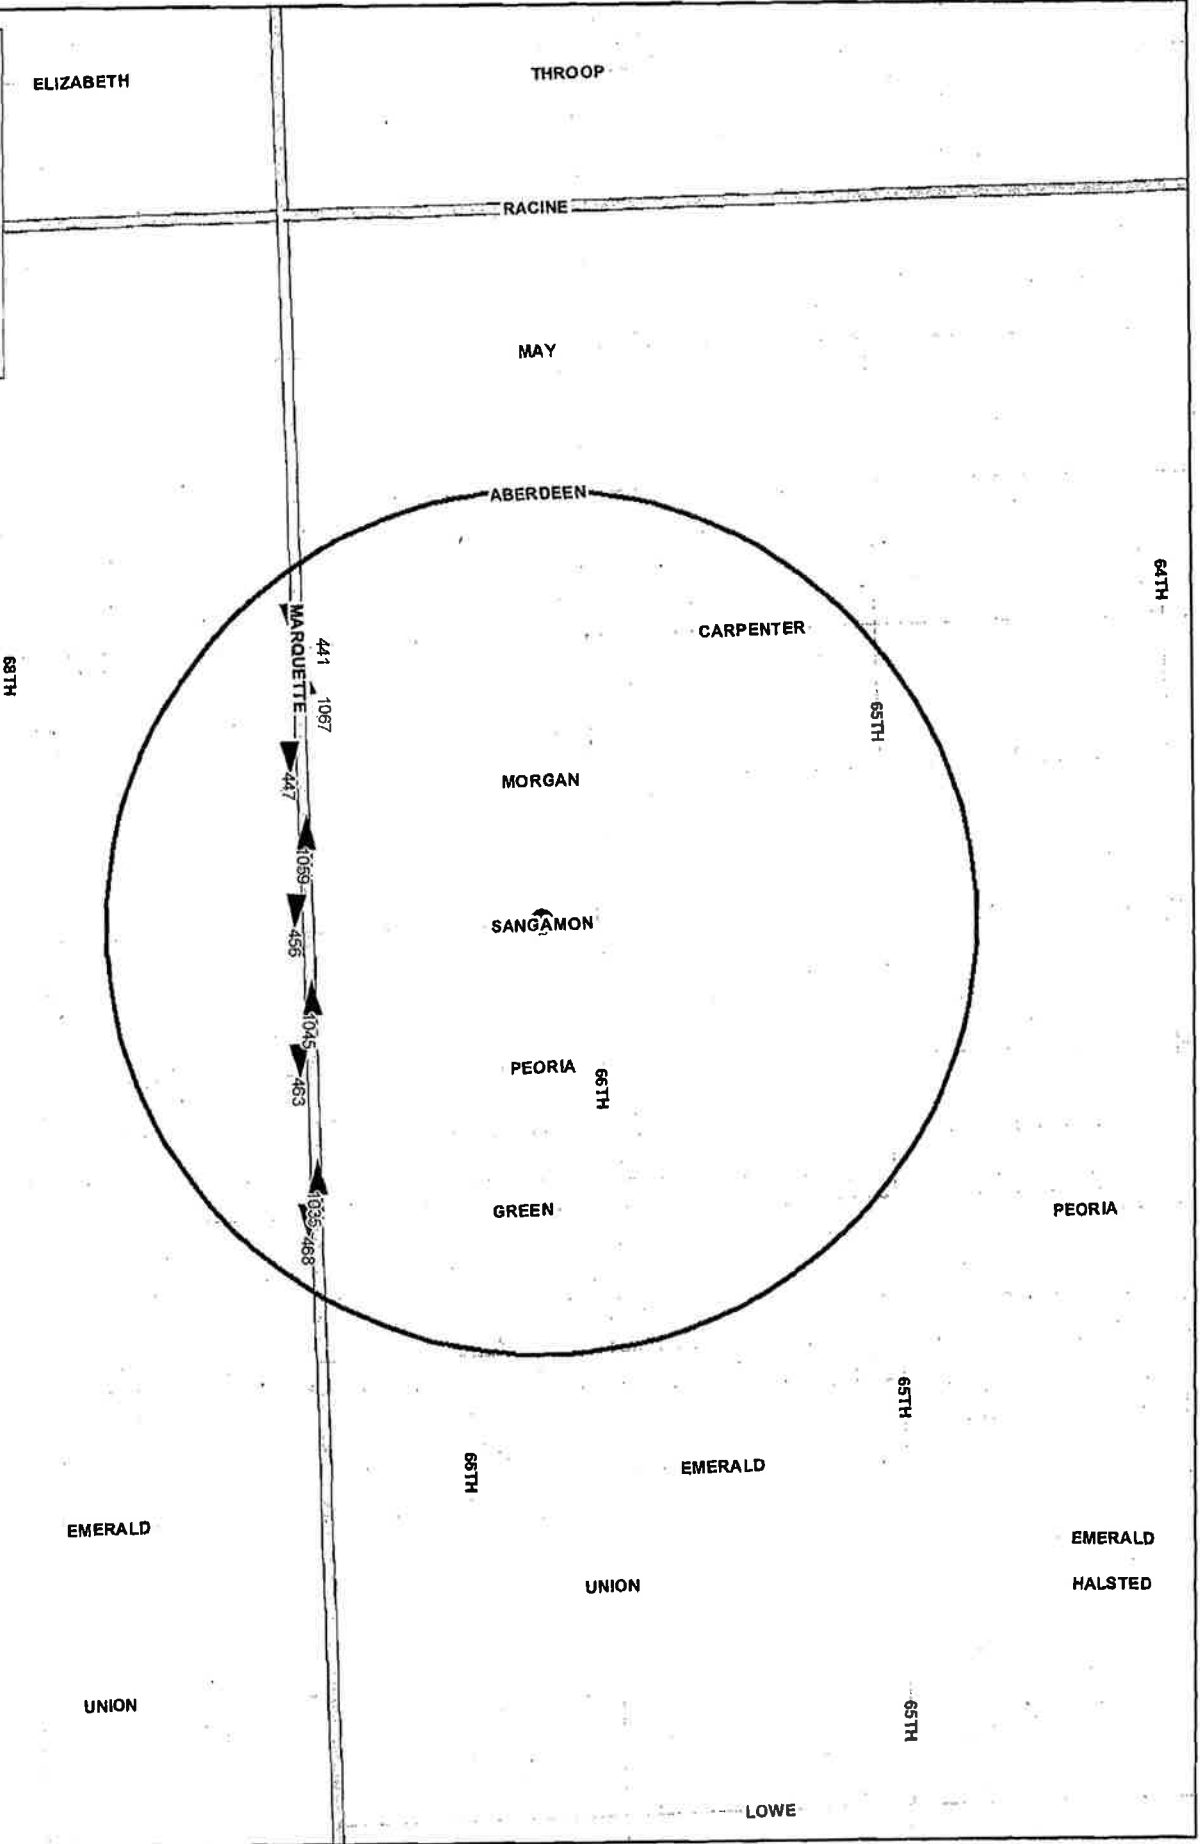 ELIZABETH
THROOP
RACINE
MAY
ABERDEEN
64TH
CARPENTER
MARQUETTE
441
1067
68TH
65TH
447
MORGAN
1059
456
SANGAMON
1045
463
PEORIA
66TH
1035
468
GREEN
PEORIA
65TH
66TH
EMERALD
EMERALD
EMERALD
HALSTED
UNION
UNION
65TH
LOWE